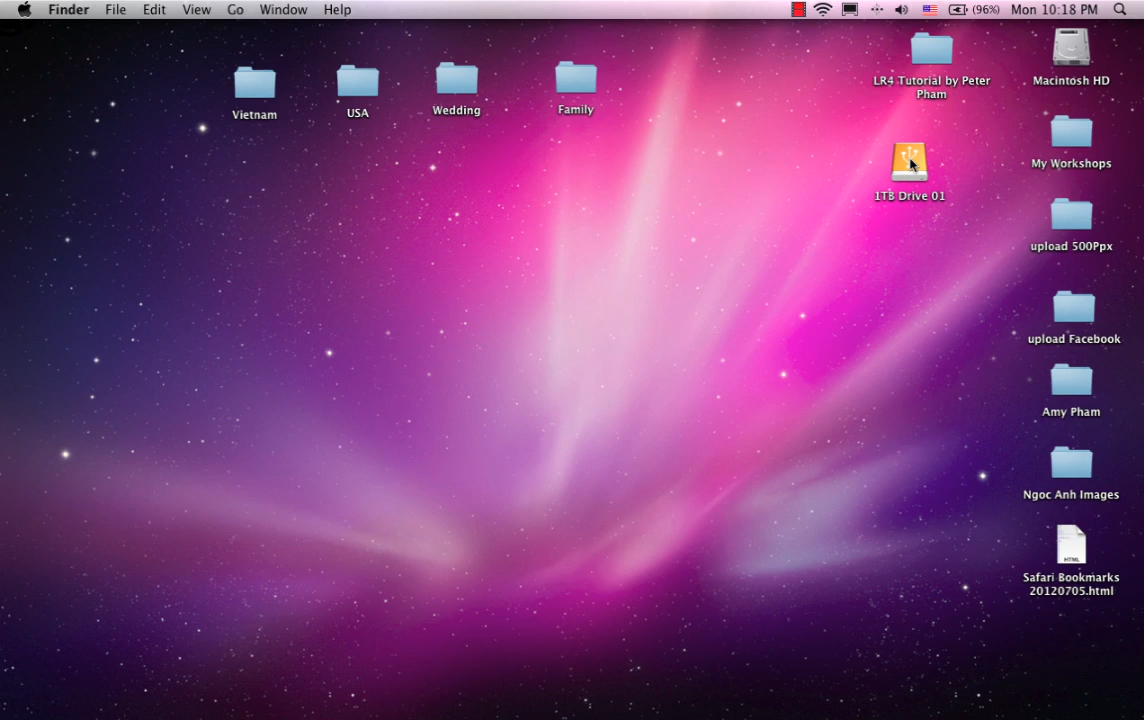 Finder File Edit View Go Window Help (96%) Mon 10:18 PM
Vietnam
USA
Wedding
Family
LR4 Tutorial by Peter
Pham
Macintosh HD
1TB Drive 01
My Workshops
upload 500Ppx
upload Facebook
Amy Pham
Ngoc Anh Images
HTML
Safari Bookmarks
20120705.html